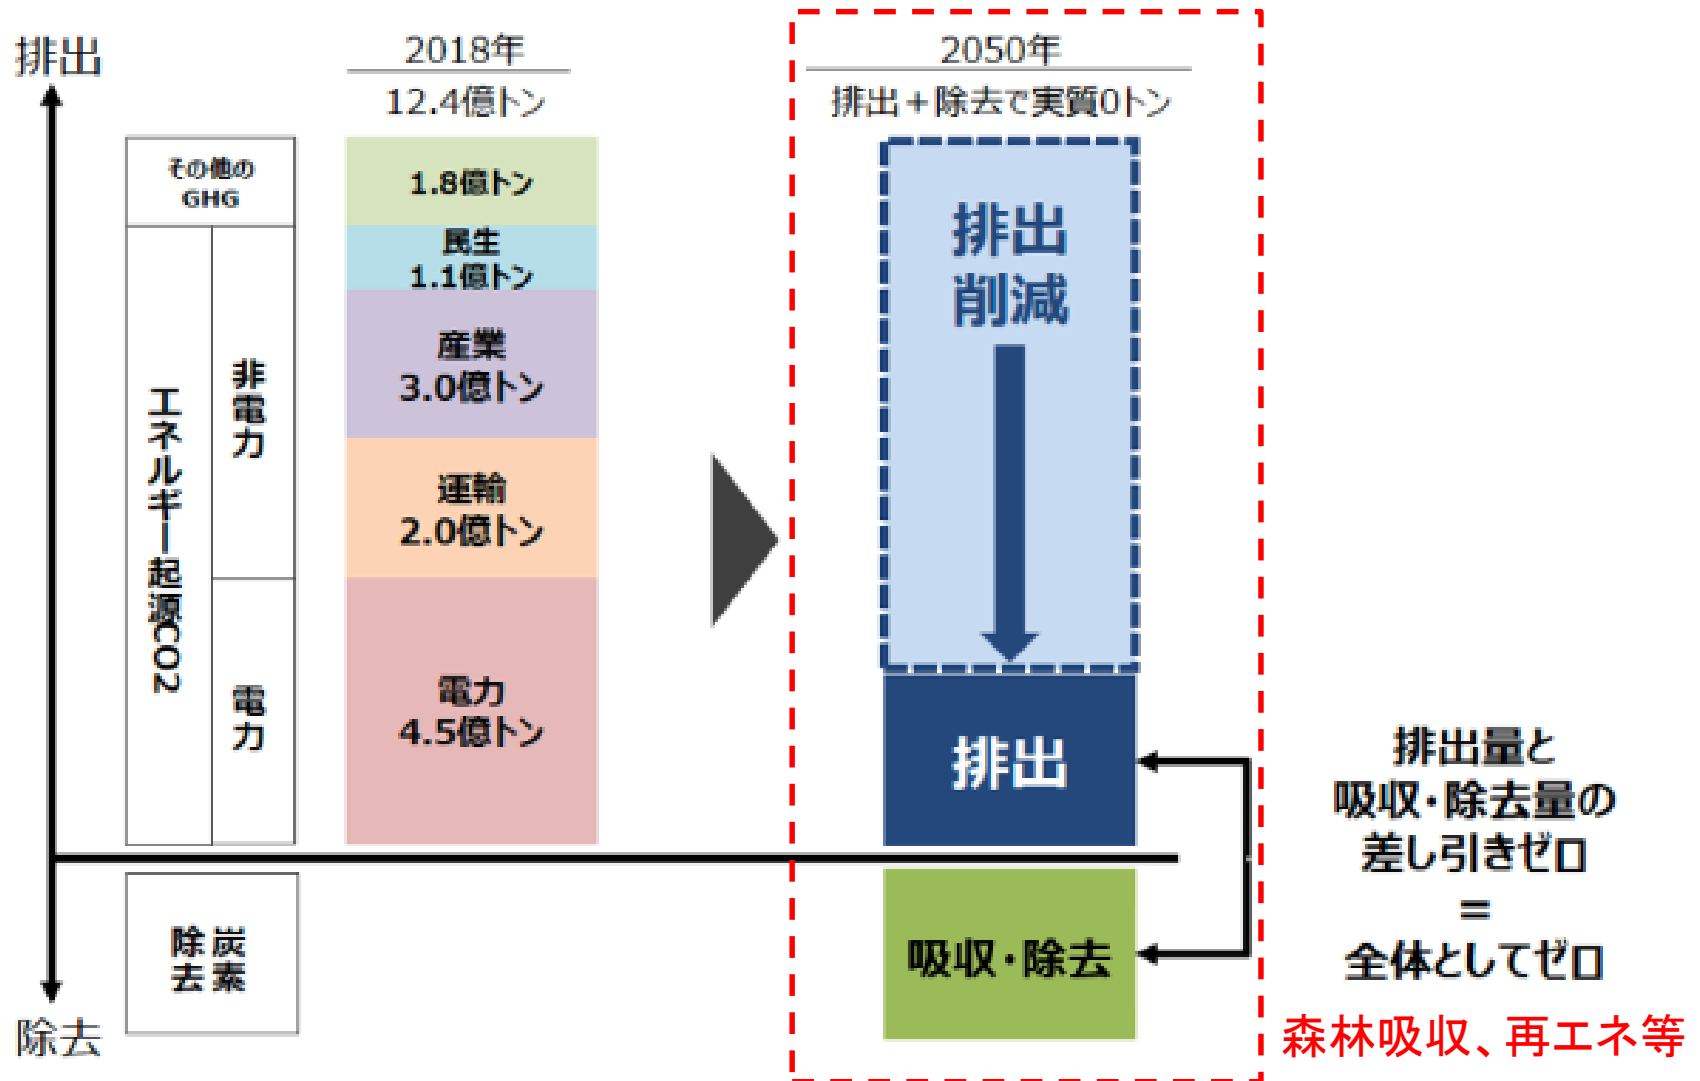 排出
2018年
12.4億トン
2050年
排出＋除去で実質0トン
その他の
GHG
エネルギー起源CO2
非電力
電力
1.8億トン
民生
1.1億トン
産業
3.0億トン
運輸
2.0億トン
電力
4.5億トン
排出
削減
排出
吸収・除去
炭素
除去
除去
排出量と
吸収・除去量の
差し引きゼロ
＝
全体としてゼロ
森林吸収、再エネ等